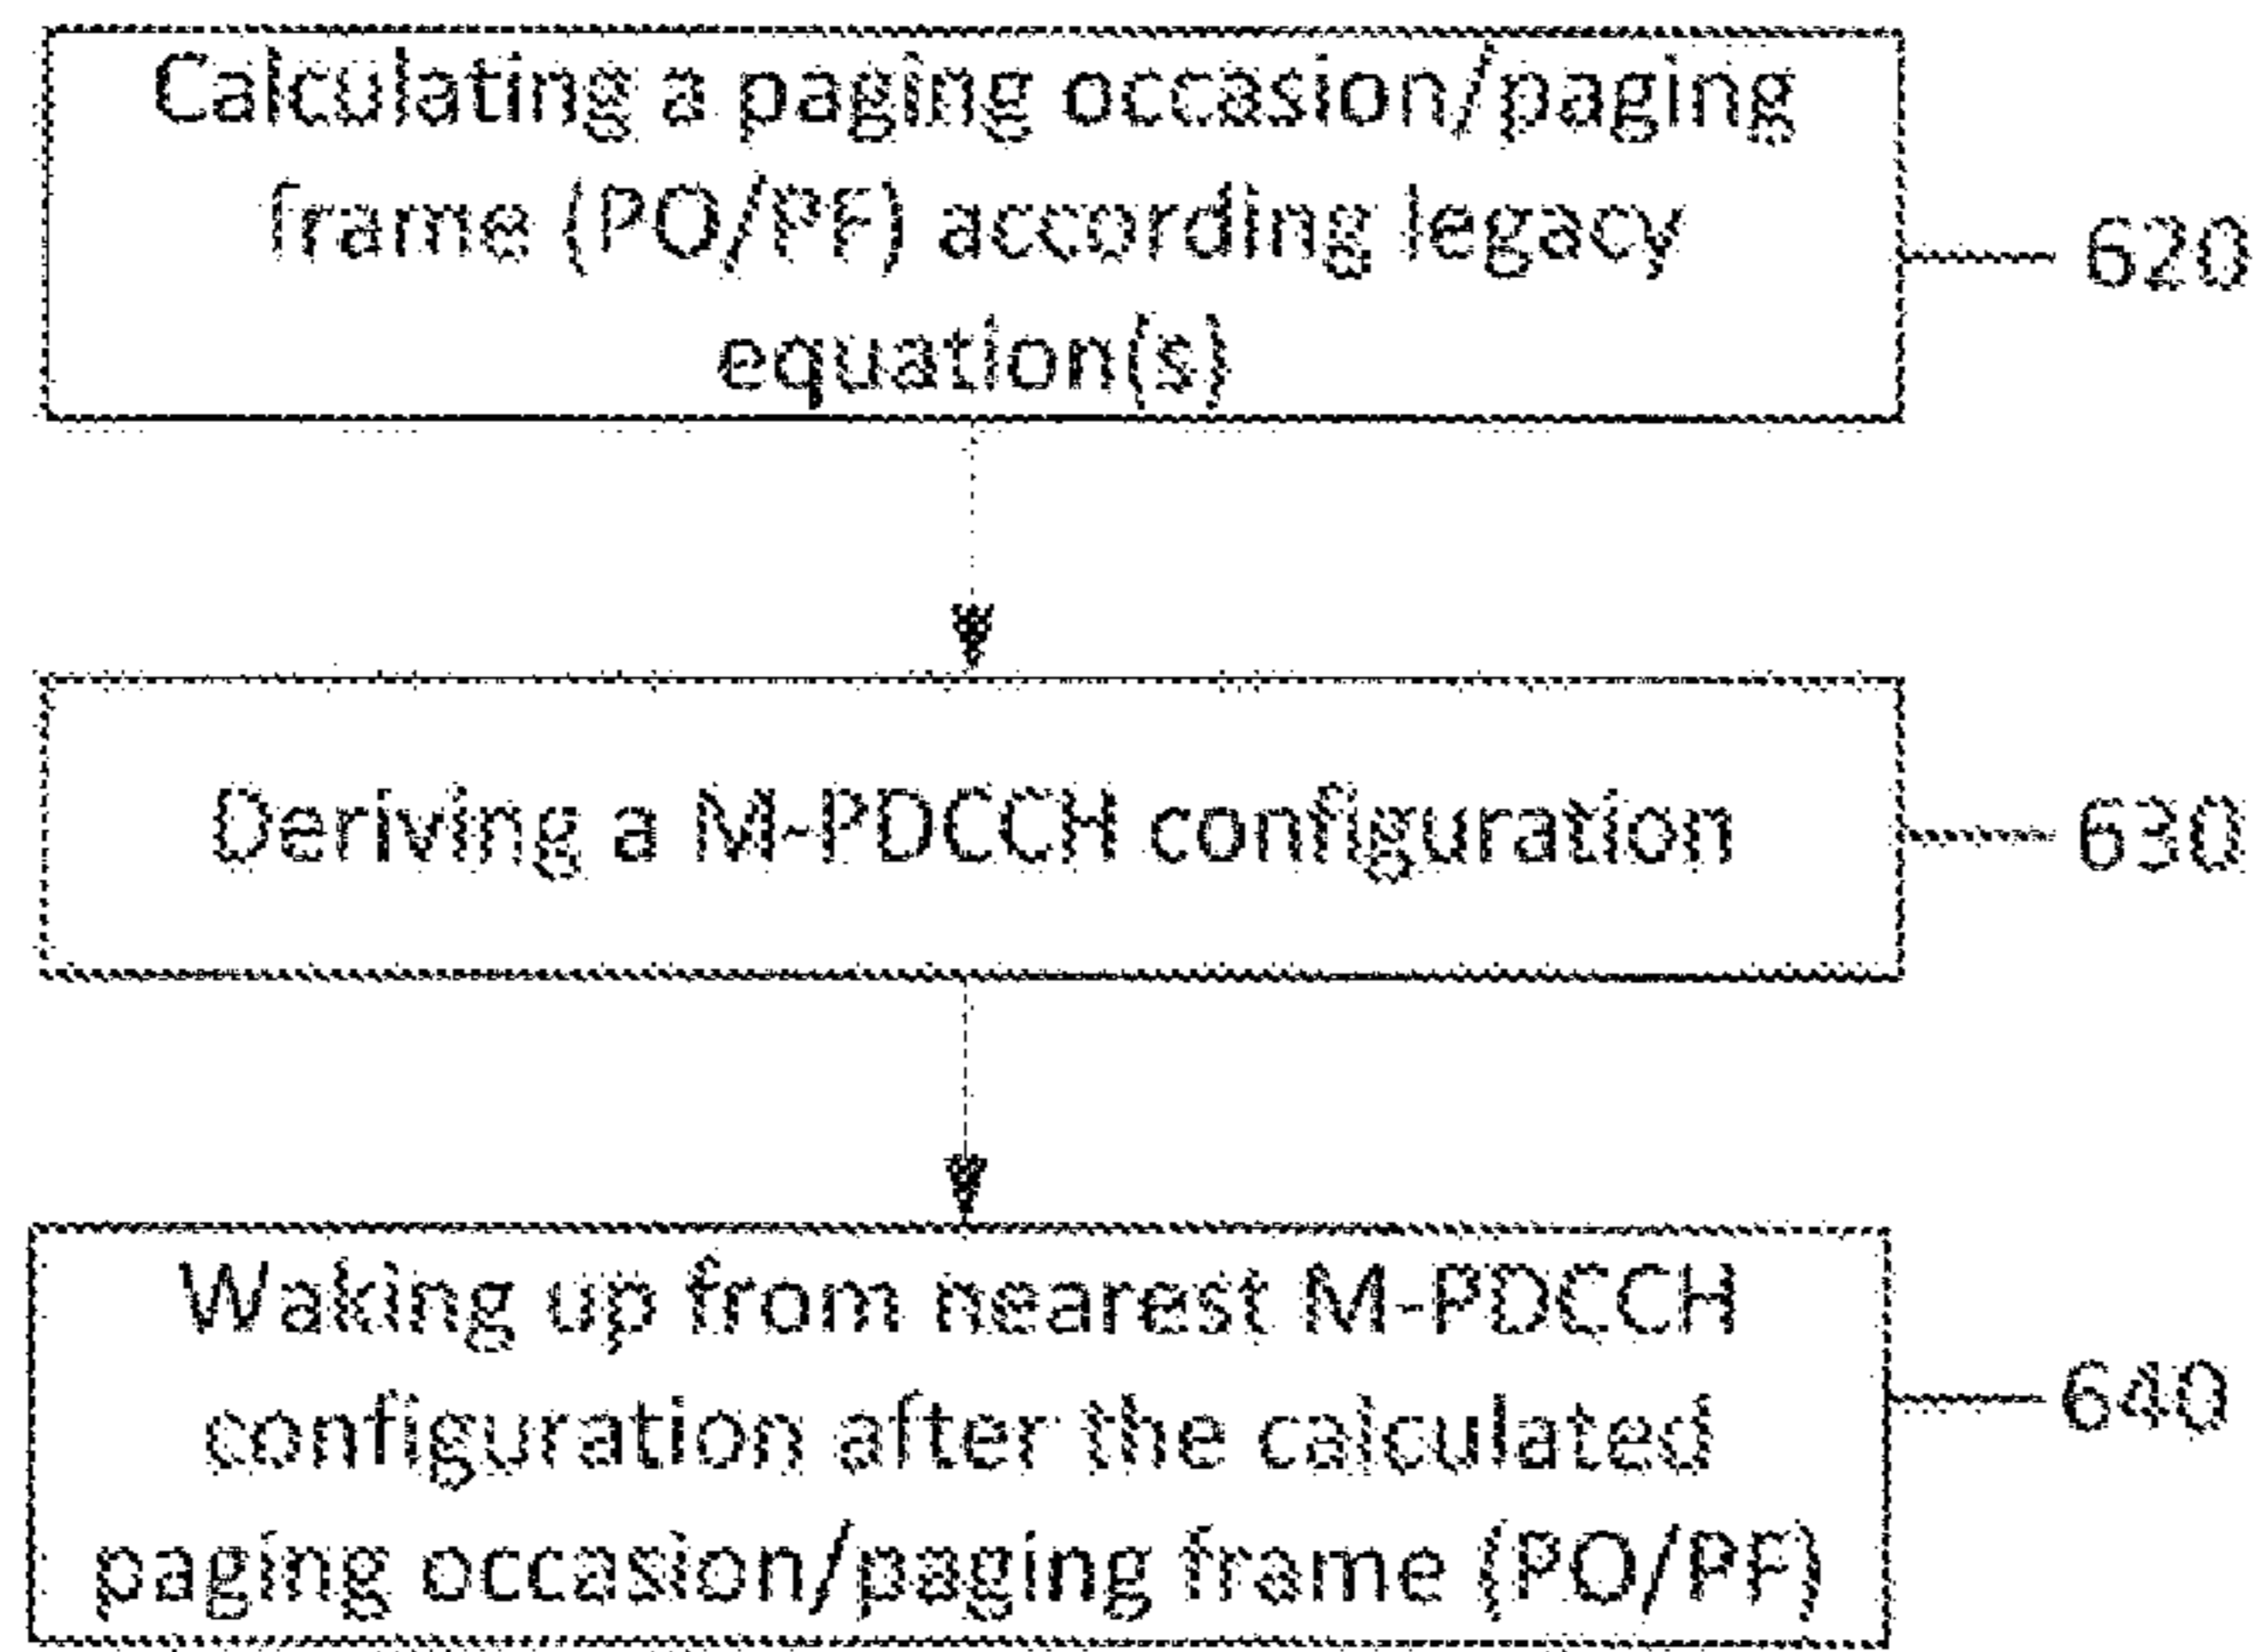 Calculating a paging occasion/paging
frame (PO/PF) according legacy
equation(s)
620
Deriving a M-PDCCH configuration
630
Waking up from nearest M-PDCCH
configuration after the calculated
paging occasion/paging frame (PO/PF)
640